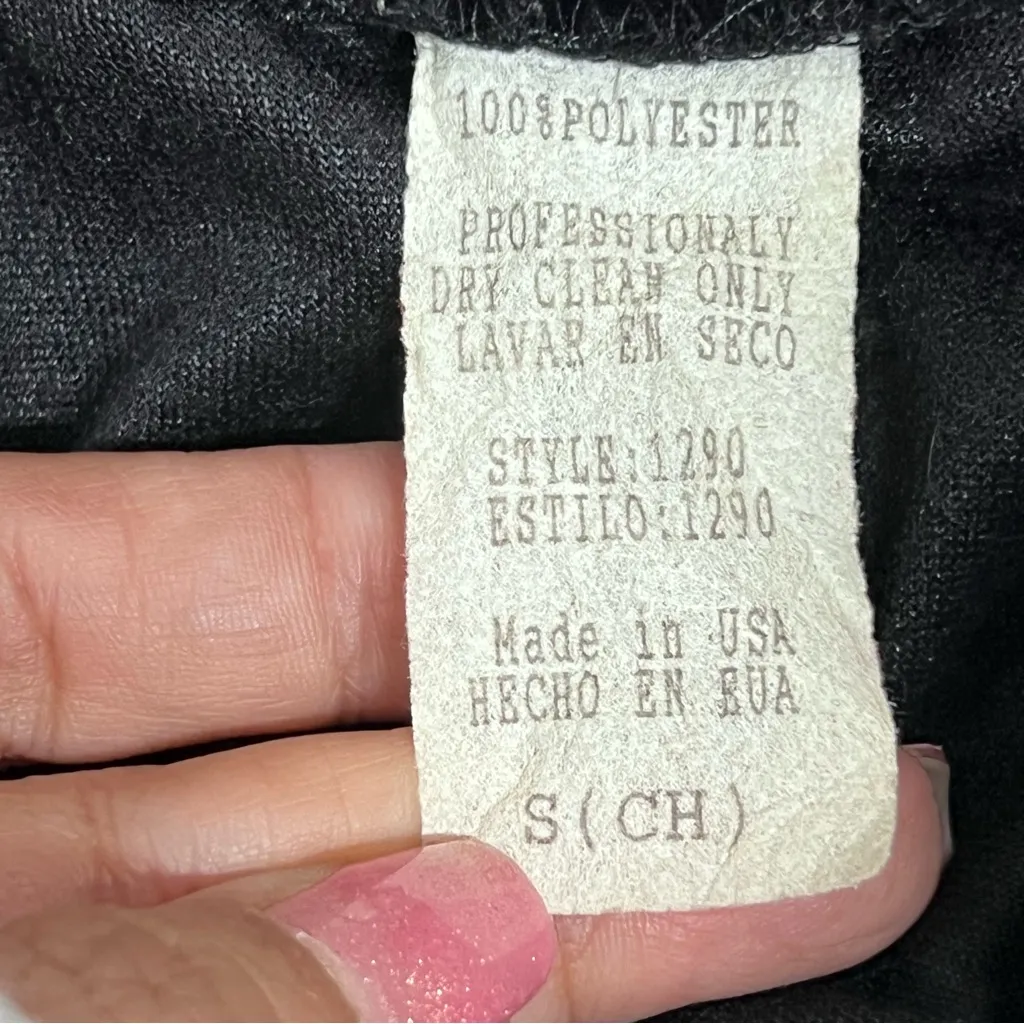 100%POLYESTER
PROFESSIONALY
DRY CLEAN ONLY
LAVAR EN SECO
STYLE:1290
ESTILO:1290
Made in USA
HECHO EN EUA
S(CH)